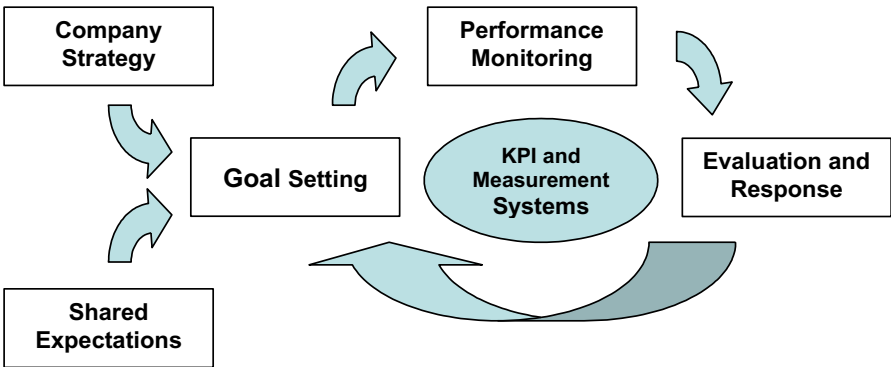 Company
Strategy
Performance
Monitoring
Goal Setting
KPI and
Measurement
Systems
Evaluation and
Response
Shared
Expectations